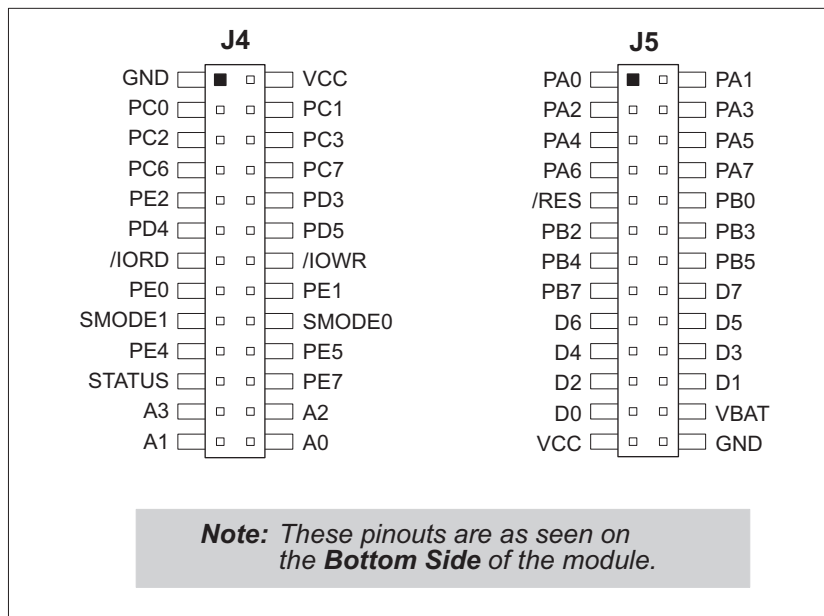 J4
GND VCC
PC0 PC1
PC2 PC3
PC6 PC7
PE2 PD3
PD4 PD5
/IORD /IOWR
PE0 PE1
SMODE1 SMODE0
PE4 PE5
STATUS PE7
A3 A2
A1 A0
J5
PA0 PA1
PA2 PA3
PA4 PA5
PA6 PA7
/RES PB0
PB2 PB3
PB4 PB5
PB7 D7
D6 D5
D4 D3
D2 D1
D0 VBAT
VCC GND
Note: These pinouts are as seen on
the Bottom Side of the module.